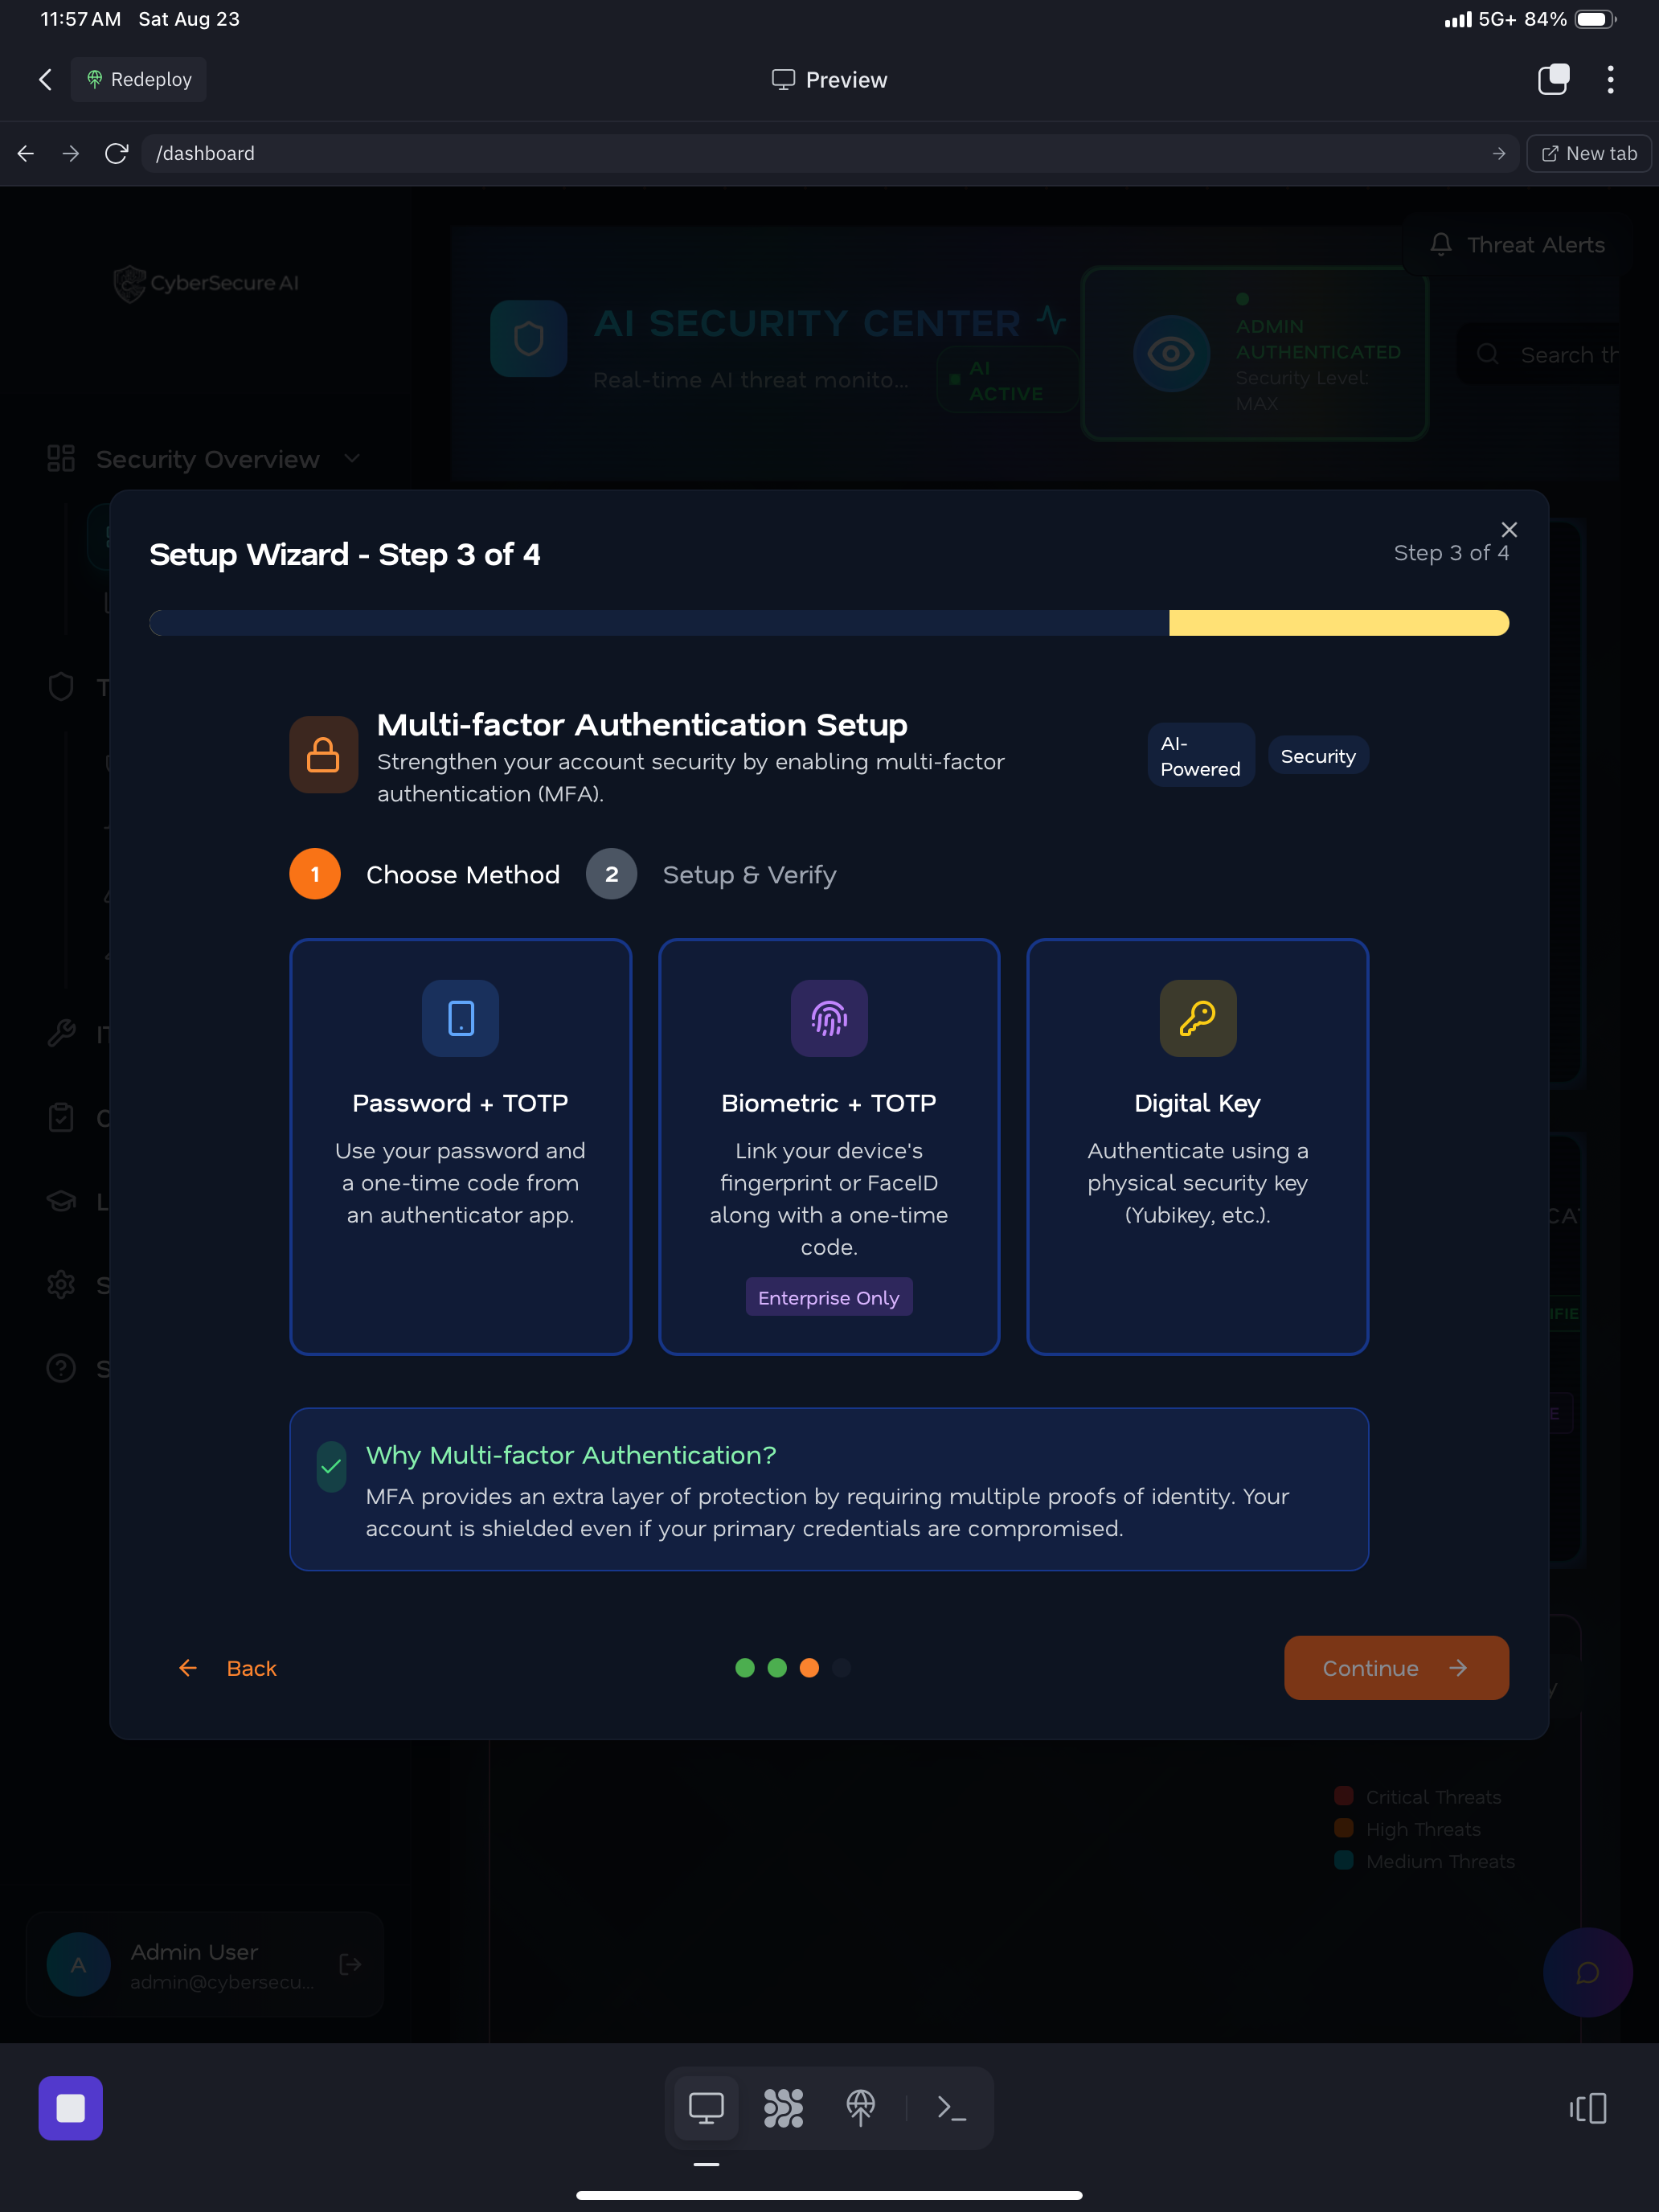 11:57 AM Sat Aug 23
5G+ 84%
Redeploy
Preview
/dashboard
New tab
CyberSecure AI
Threat Alerts
AI SECURITY CENTER
Real-time AI threat monito...
AI
ACTIVE
ADMIN
AUTHENTICATED
Security Level:
MAX
Search th
Security Overview
Setup Wizard - Step 3 of 4
Step 3 of 4
Multi-factor Authentication Setup
Strengthen your account security by enabling multi-factor
authentication (MFA).
AI-
Powered
Security
1 Choose Method 2 Setup & Verify
Password + TOTP
Use your password and
a one-time code from
an authenticator app.
Biometric + TOTP
Link your device's
fingerprint or FaceID
along with a one-time
code.
Enterprise Only
Digital Key
Authenticate using a
physical security key
(Yubikey, etc.).
Why Multi-factor Authentication?
MFA provides an extra layer of protection by requiring multiple proofs of identity. Your
account is shielded even if your primary credentials are compromised.
Back
Continue
Critical Threats
High Threats
Medium Threats
A
Admin User
admin@cybersecu...